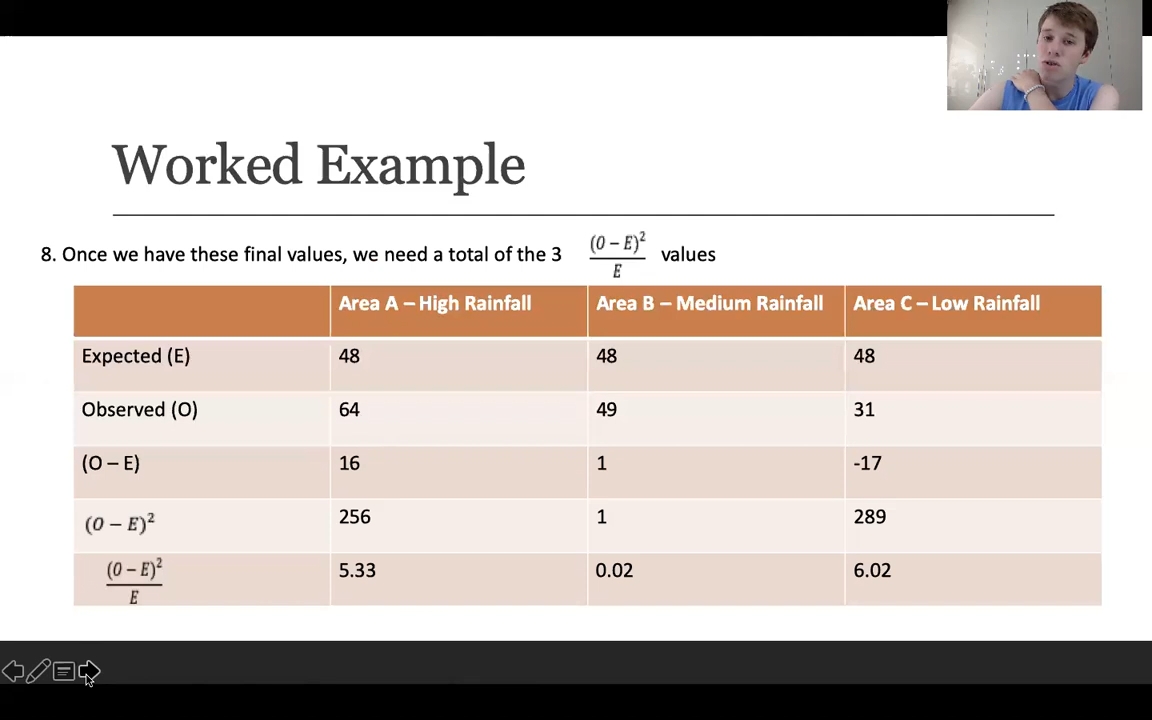 Worked Example
8. Once we have these final values, we need a total of the 3 (O – E)² / E values
Area A – High Rainfall Area B – Medium Rainfall Area C – Low Rainfall
Expected (E) 48 48 48
Observed (O) 64 49 31
(O – E) 16 1 -17
(O – E)² 256 1 289
(O – E)² / E 5.33 0.02 6.02